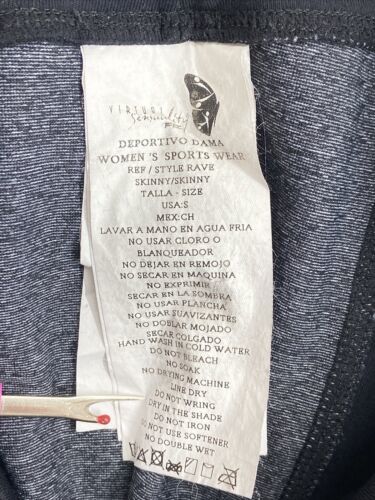 VIRTUAL
Sensuality
DEPORTIVO DAMA
WOMEN 'S SPORTS WEAR
REF / STYLE RAVE
SKINNY/SKINNY
TALLA - SIZE
USA:S
MEX:CH
LAVAR A MANO EN AGUA FRIA
NO USAR CLORO O
BLANQUEADOR
NO DEJAR EN REMOJO
NO SECAR EN MAQUINA
NO EXPRIMIR
SECAR EN LA SOMBRA
NO USAR PLANCHA
NO USAR SUAVIZANTES
NO DOBLAR MOJADO
SECAR COLGADO
HAND WASH IN COLD WATER
DO NOT BLEACH
NO SOAK
NO DRYING MACHINE
LINE DRY
DO NOT WRING
DRY IN THE SHADE
DO NOT IRON
DO NOT USE SOFTENER
NO DOUBLE WET